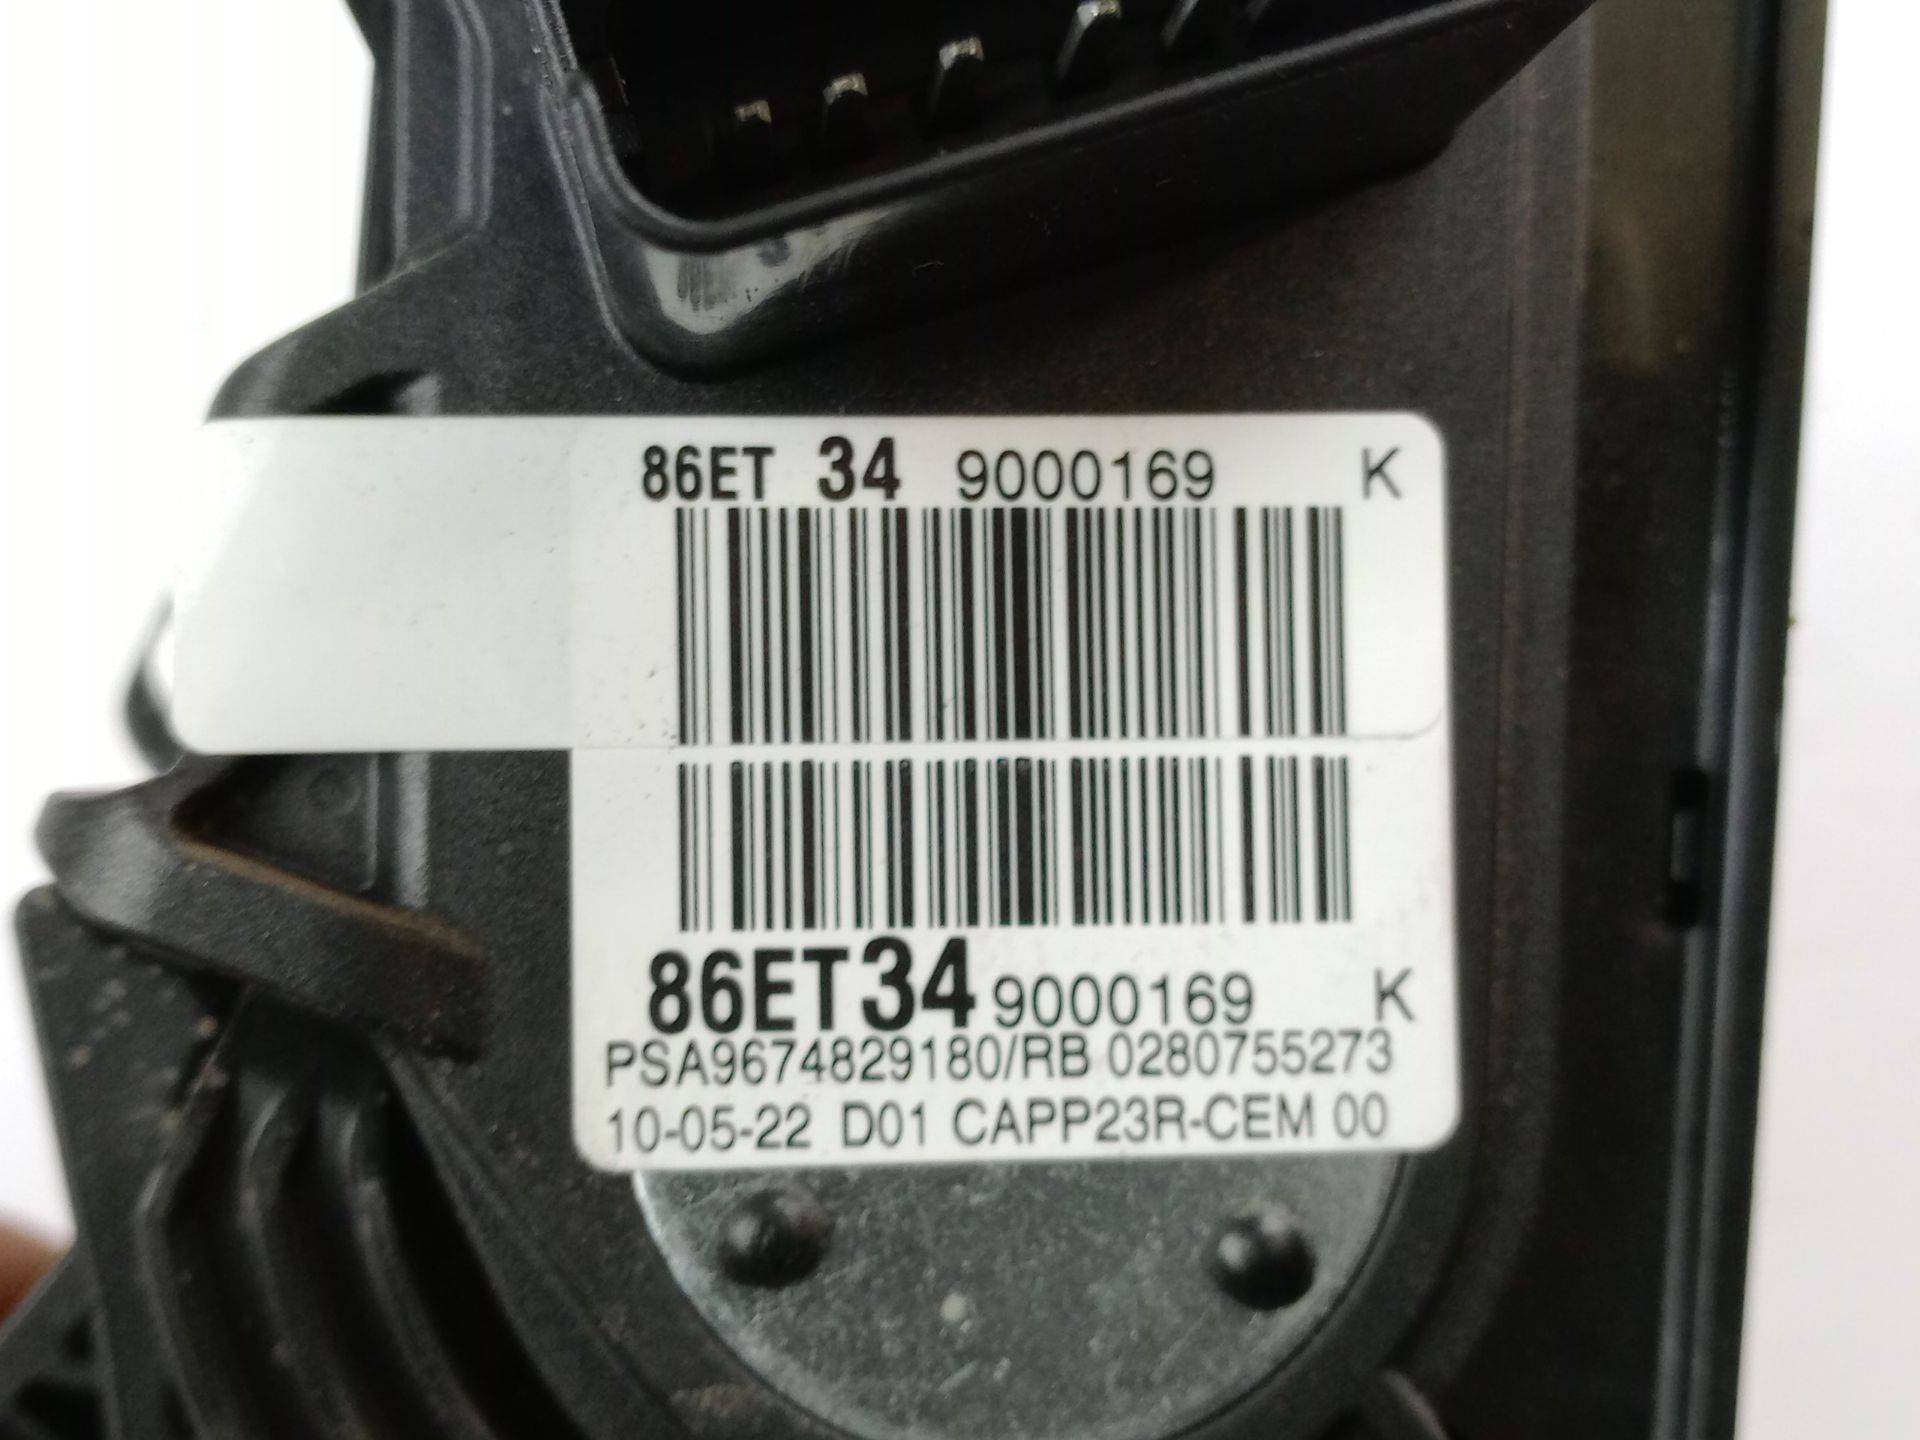 86ET 34 9000169 K
86ET34 9000169 K
PSA9674829180/RB 0280755273
10-05-22 D01 CAPP23R-CEM 00